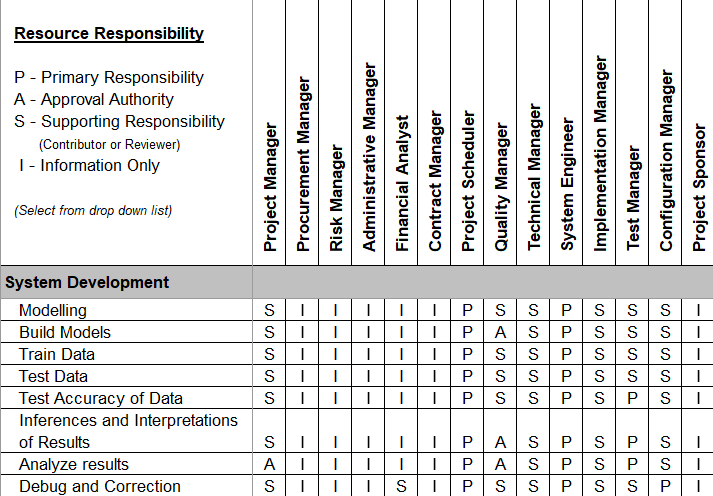 Resource Responsibility
P - Primary Responsibility
A - Approval Authority
S - Supporting Responsibility
(Contributor or Reviewer)
I - Information Only
(Select from drop down list)
Project Manager
Procurement Manager
Risk Manager
Administrative Manager
Financial Analyst
Contract Manager
Project Scheduler
Quality Manager
Technical Manager
System Engineer
Implementation Manager
Test Manager
Configuration Manager
Project Sponsor
System Development
Modelling S I I I I I P S S P S S S I
Build Models S I I I I I P A S P S S S I
Train Data S I I I I I P S S P S S S I
Test Data S I I I I I P S S P S S S I
Test Accuracy of Data S I I I I I P S S P S P S I
Inferences and Interpretations
of Results S I I I I I P A S P S P S I
Analyze results A I I I I I P A S P S P S I
Debug and Correction S I I I S I P S S P S S P I